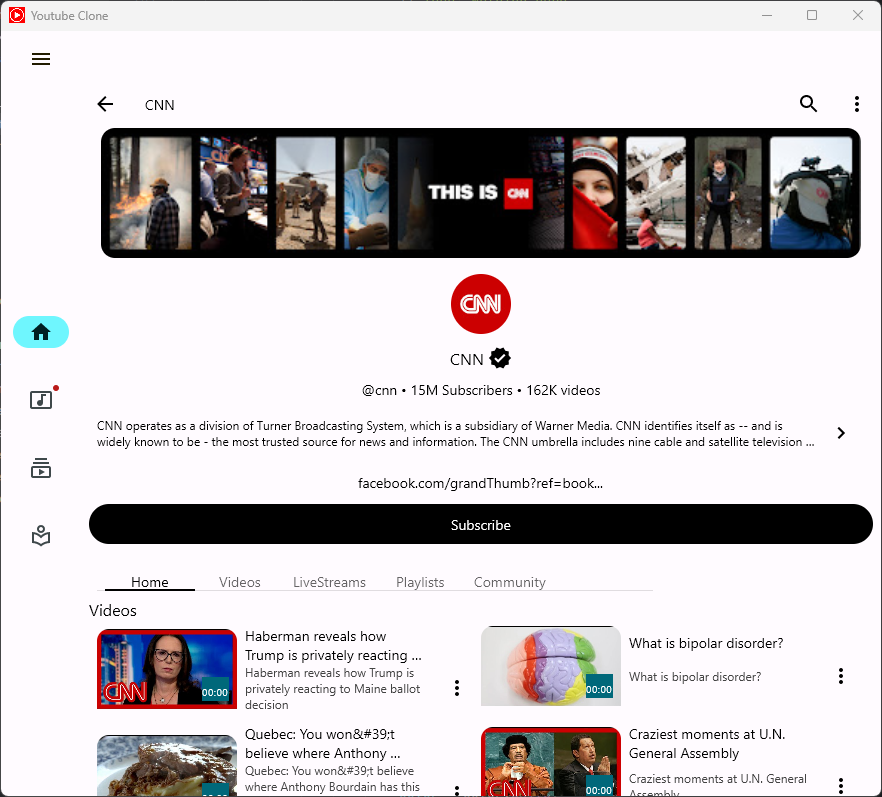 Youtube Clone
CNN
THIS IS CNN
CNN
CNN
@cnn • 15M Subscribers • 162K videos
CNN operates as a division of Turner Broadcasting System, which is a subsidiary of Warner Media. CNN identifies itself as -- and is
widely known to be - the most trusted source for news and information. The CNN umbrella includes nine cable and satellite television ...
facebook.com/grandThumb?ref=book...
Subscribe
Home
Videos
LiveStreams
Playlists
Community
Videos
CNN
00:00
Haberman reveals how
Trump is privately reacting ...
Haberman reveals how Trump is
privately reacting to Maine ballot
decision
00:00
What is bipolar disorder?
What is bipolar disorder?
00:00
Quebec: You won&#39;t
believe where Anthony ...
Quebec: You won&#39;t believe
where Anthony Bourdain has this
CNN
00:00
Craziest moments at U.N.
General Assembly
Craziest moments at U.N. General
Assembly